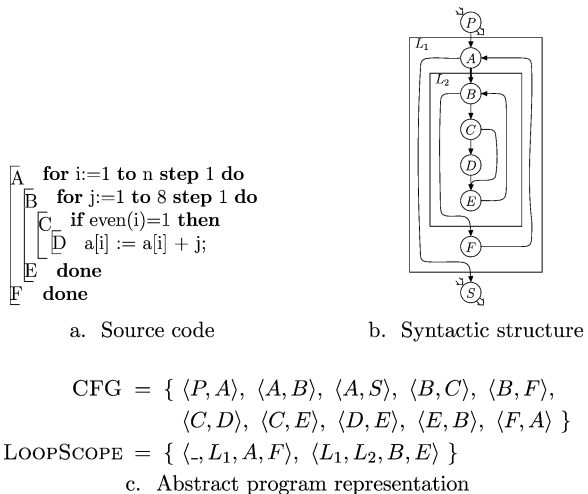 P
L₁
A
L₂
B
C
D
E
F
S
A for i:=1 to n step 1 do
B for j:=1 to 8 step 1 do
C if even(i)=1 then
D a[i] := a[i] + j;
E done
F done
a. Source code
b. Syntactic structure
CFG = { ⟨P, A⟩, ⟨A, B⟩, ⟨A, S⟩, ⟨B, C⟩, ⟨B, F⟩,
⟨C, D⟩, ⟨C, E⟩, ⟨D, E⟩, ⟨E, B⟩, ⟨F, A⟩ }
LOOPSCOPE = { ⟨_, L₁, A, F⟩, ⟨L₁, L₂, B, E⟩ }
c. Abstract program representation